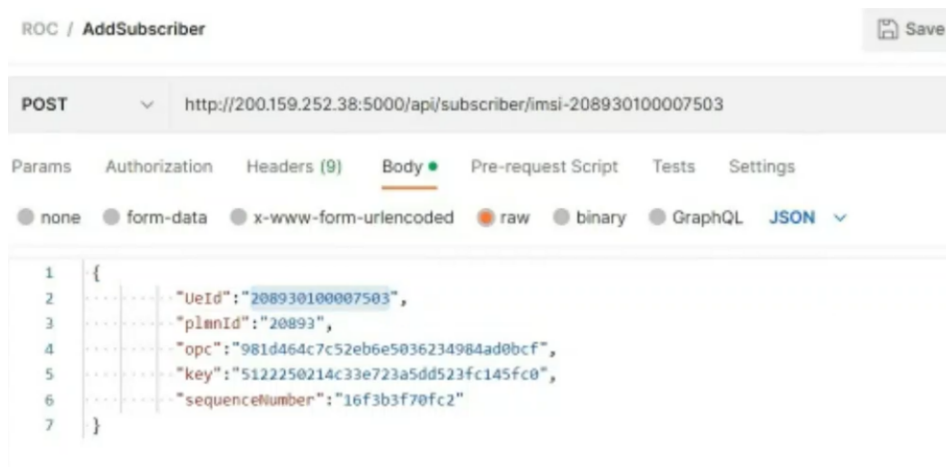 ROC / AddSubscriber
Save
POST http://200.159.252.38:5000/api/subscriber/imsi-208930100007503
Params Authorization Headers (9) Body Pre-request Script Tests Settings
none form-data x-www-form-urlencoded raw binary GraphQL JSON
1 {
2 "UeId":"208930100007503",
3 "plmnId":"20893",
4 "opc":"981d464c7c52eb6e5036234984ad0bcf",
5 "key":"5122250214c33e723a5dd523fc145fc0",
6 "sequenceNumber":"16f3b3f70fc2"
7 }